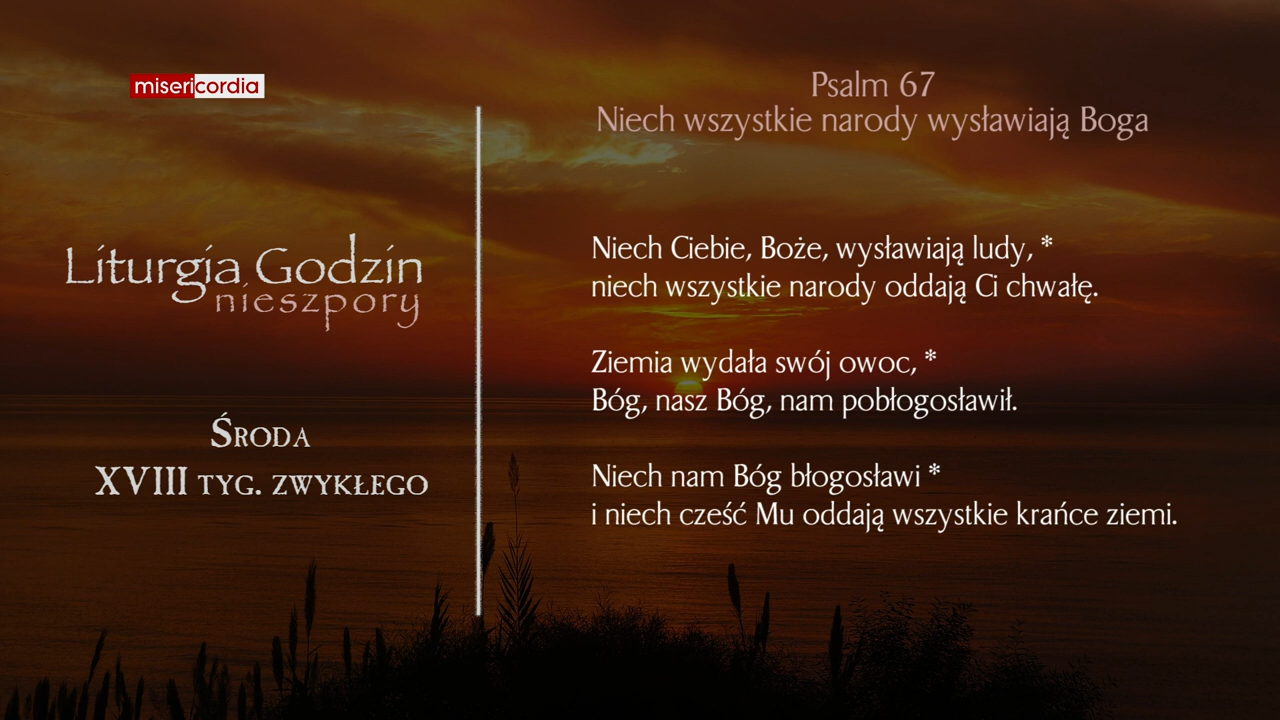 misericordia
Liturgia Godzin
nieszpory
Środa
XVIII tyg. zwykłego
Psalm 67
Niech wszystkie narody wysławiają Boga
Niech Ciebie, Boże, wysławiają ludy, *
niech wszystkie narody oddają Ci chwałę.
Ziemia wydała swój owoc, *
Bóg, nasz Bóg, nam pobłogosławił.
Niech nam Bóg błogosławi *
i niech cześć Mu oddają wszystkie krańce ziemi.